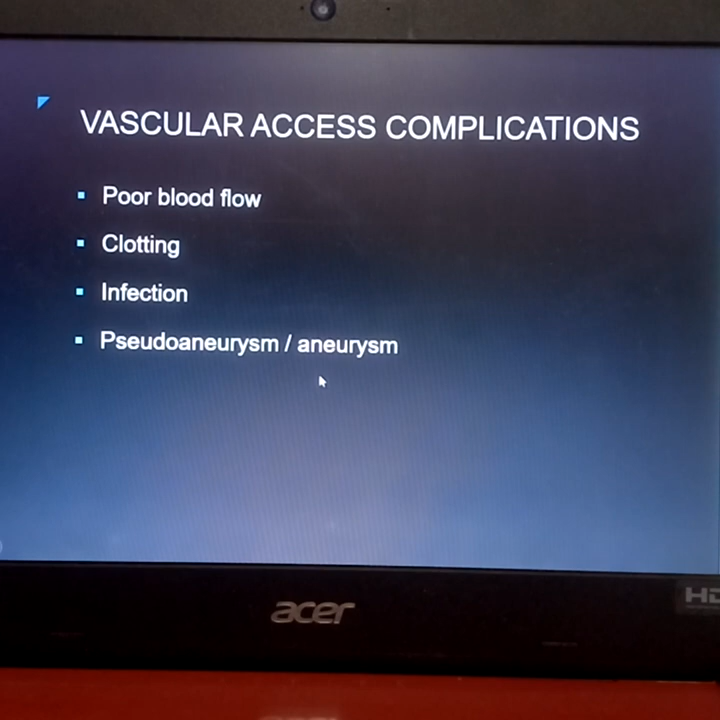 VASCULAR ACCESS COMPLICATIONS
Poor blood flow
Clotting
Infection
Pseudoaneurysm / aneurysm
acer
HD